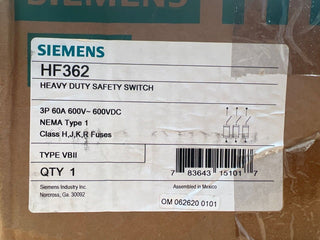 SIEMENS
HF362
HEAVY DUTY SAFETY SWITCH
3P 60A 600V~ 600VDC
NEMA Type 1
Class H,J,K,R Fuses
TYPE VBII
QTY 1
7 83643 15101 7
Siemens Industry Inc.
Norcross, Ga. 30092
Assembled in Mexico
OM 062620 0101